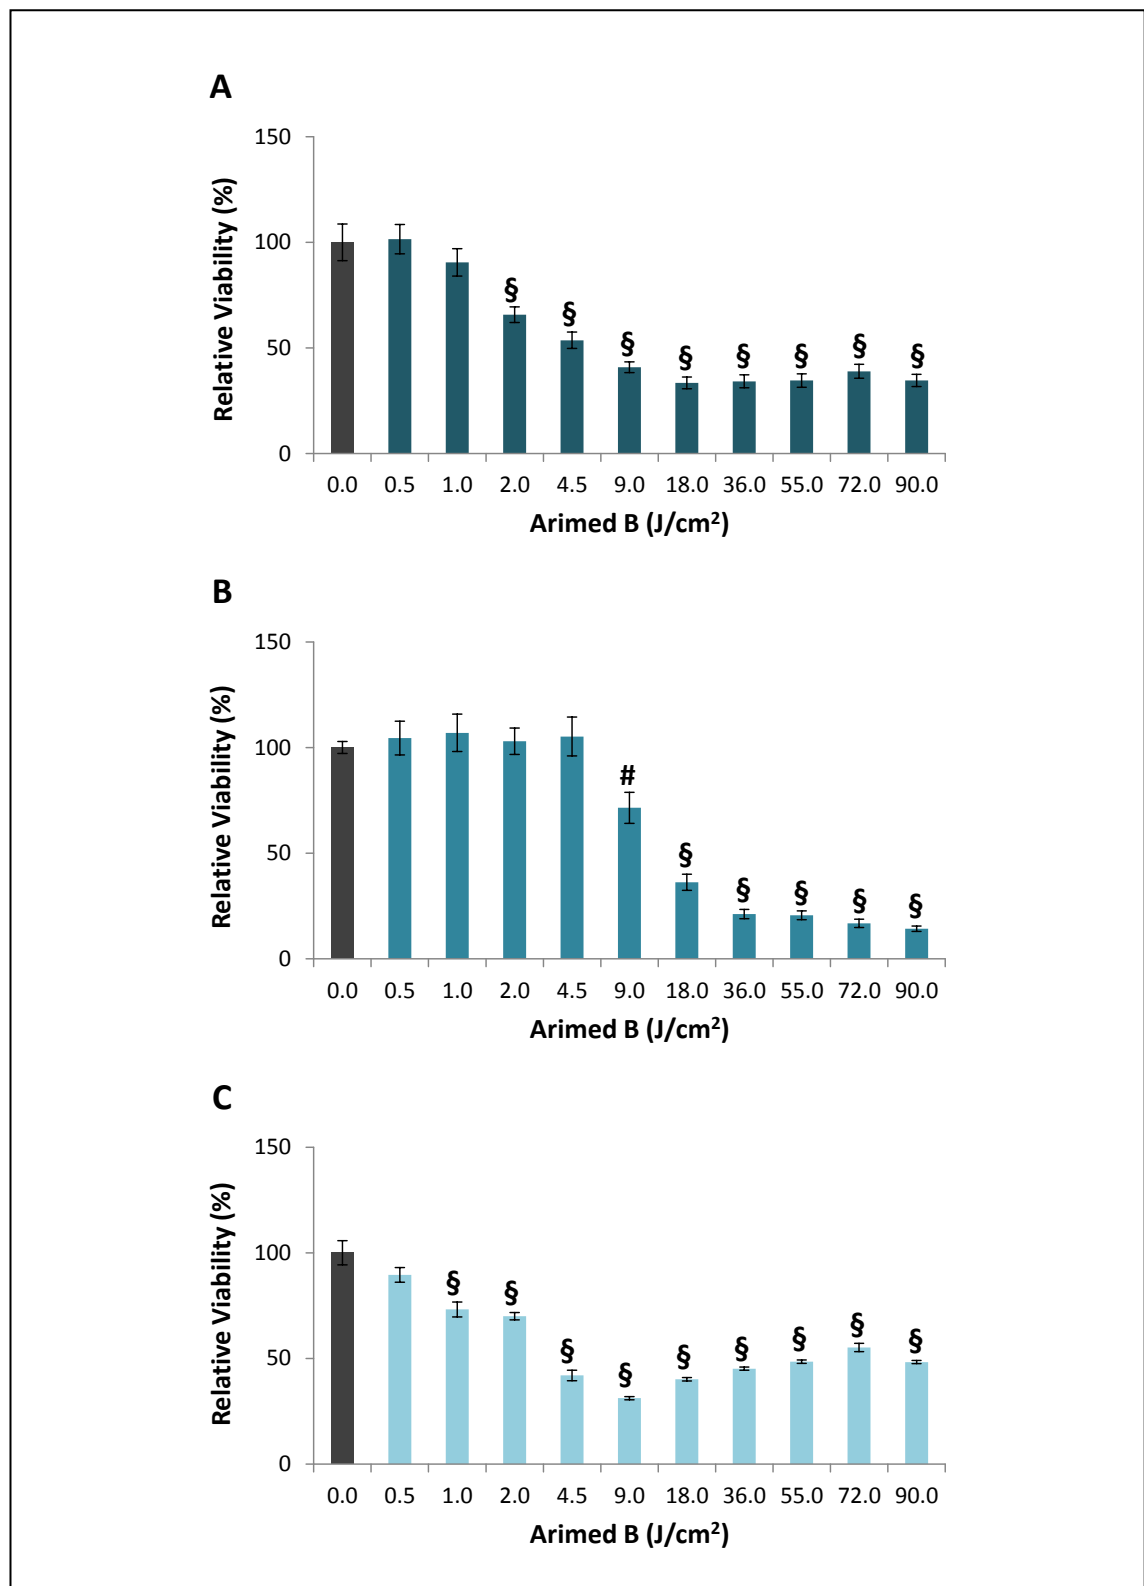 A
Relative Viability (%)
150
100
50
0
§ § § § § § § §
0.0 0.5 1.0 2.0 4.5 9.0 18.0 36.0 55.0 72.0 90.0
Arimed B (J/cm²)
B
Relative Viability (%)
150
100
50
0
# § § § § §
0.0 0.5 1.0 2.0 4.5 9.0 18.0 36.0 55.0 72.0 90.0
Arimed B (J/cm²)
C
Relative Viability (%)
150
100
50
0
§ § § § § § § § §
0.0 0.5 1.0 2.0 4.5 9.0 18.0 36.0 55.0 72.0 90.0
Arimed B (J/cm²)